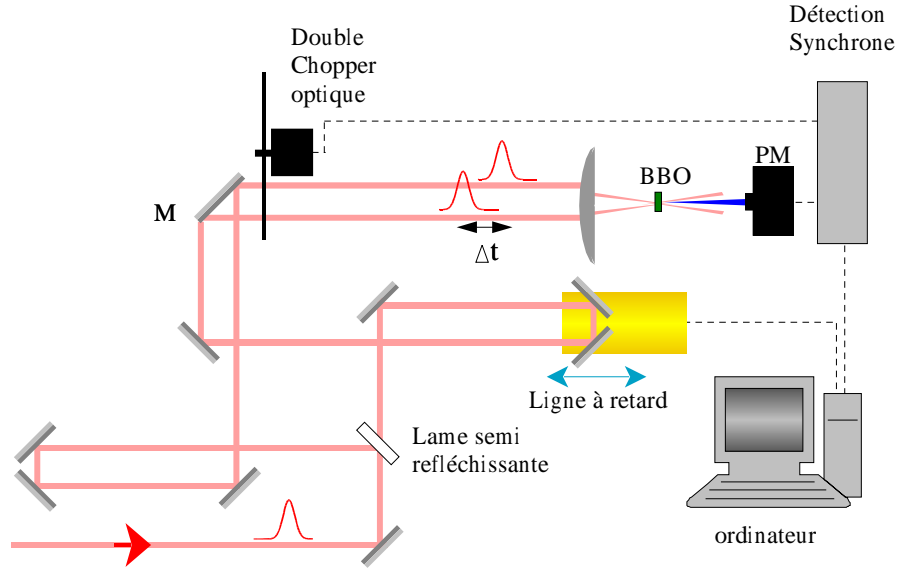 Détection
Synchrone
Double
Chopper
optique
PM
BBO
M
Δt
Ligne à retard
Lame semi
refléchissante
ordinateur